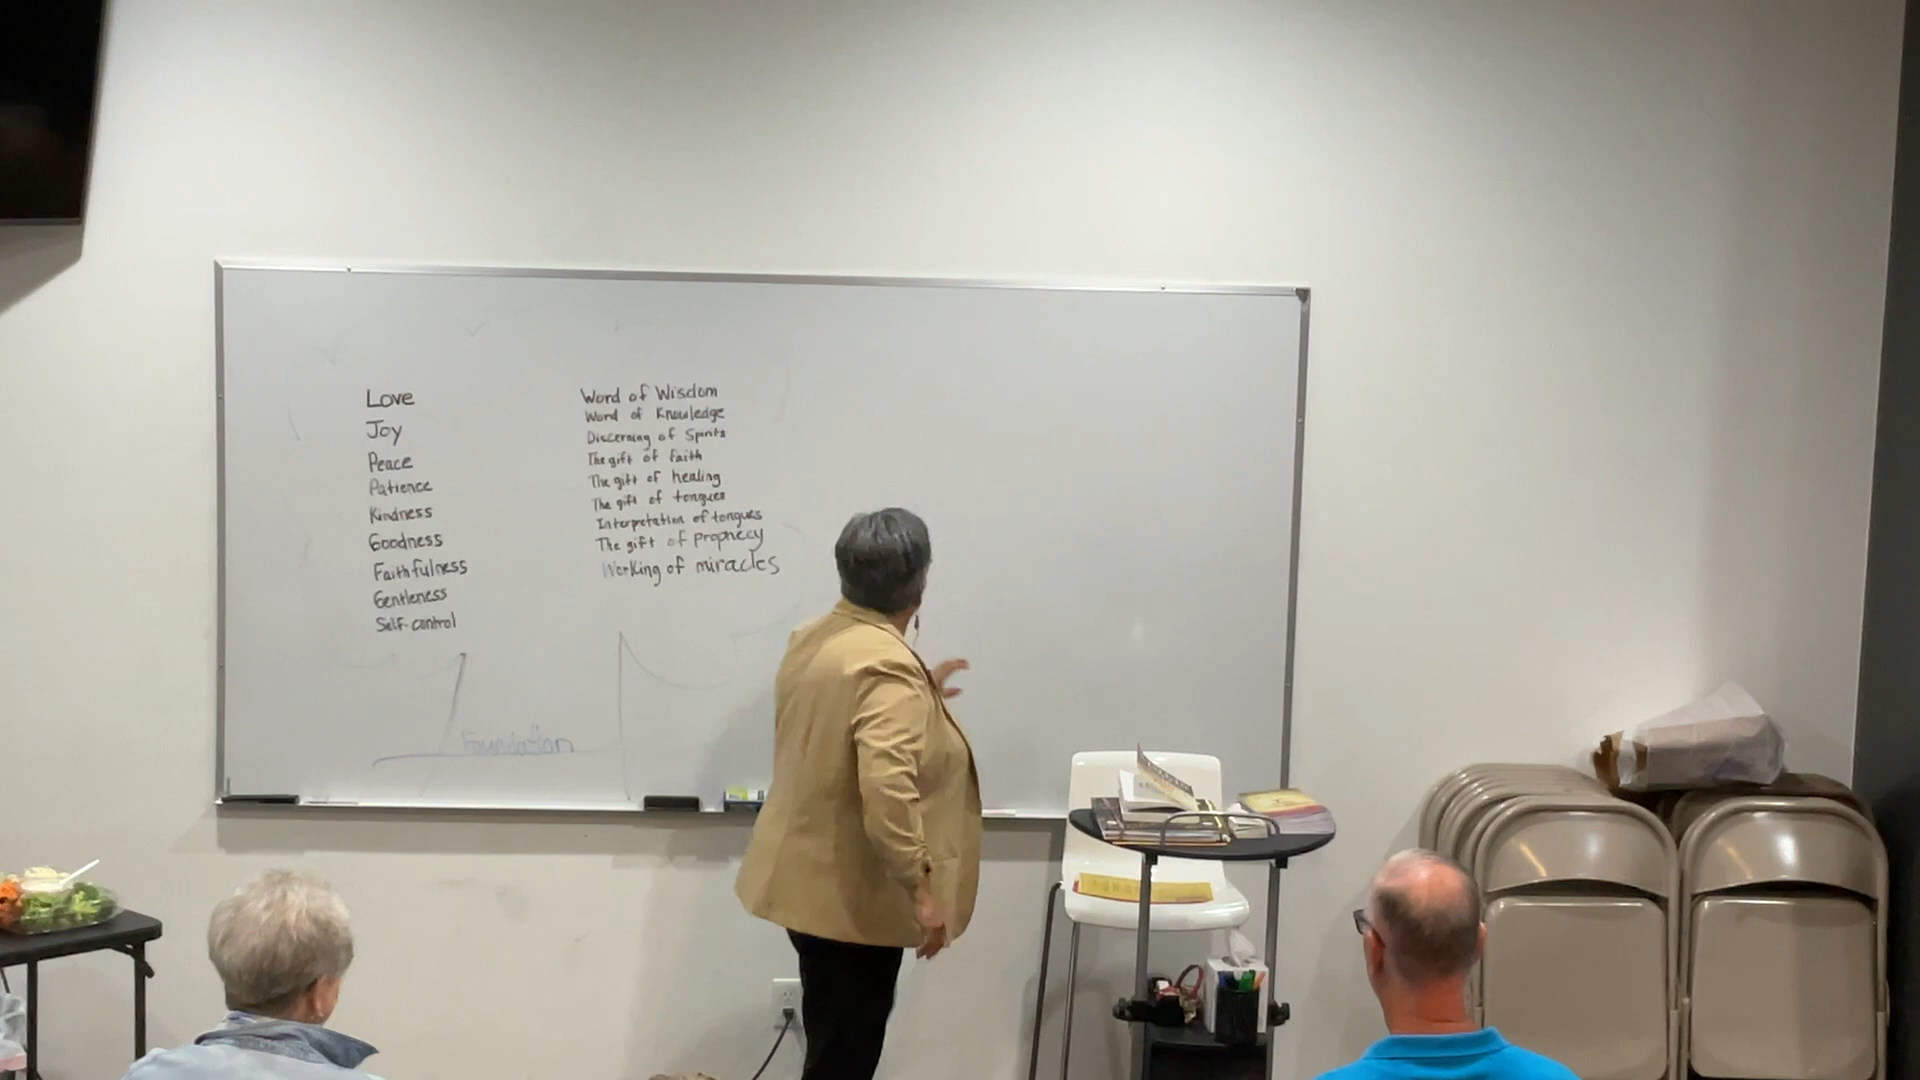 Love
Joy
Peace
Patience
Kindness
Goodness
Faithfulness
Gentleness
Self-control
Word of Wisdom
Word of Knowledge
Discerning of Spirits
The gift of faith
The gift of healing
The gift of tongues
Interpretation of tongues
The gift of prophecy
Working of miracles
Foundation